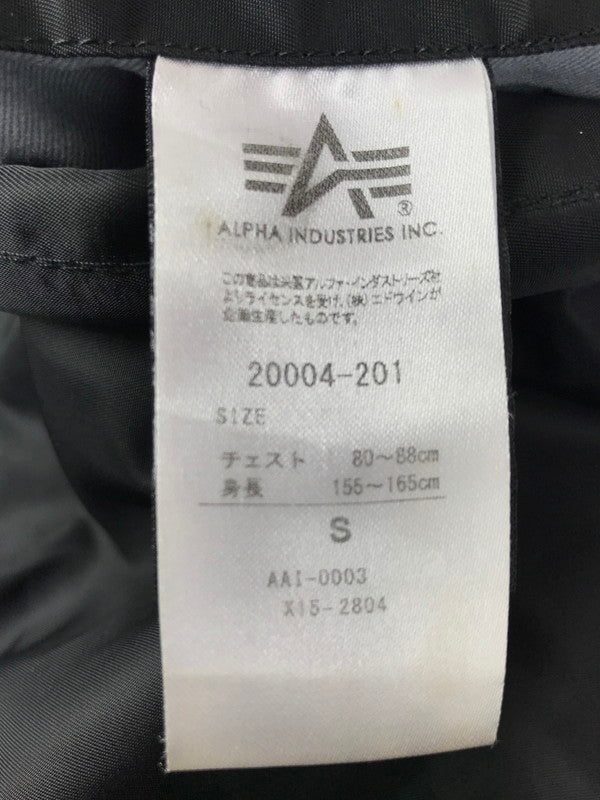 ®
ALPHA INDUSTRIES INC.
この商品は米国アルファ・インダストリーズ社
よりライセンスを受け、(株)エドウインが
企画生産したものです。
20004-201
SIZE
チェスト 80~88cm
身長 155~165cm
S
AAI-0003
X15-2804